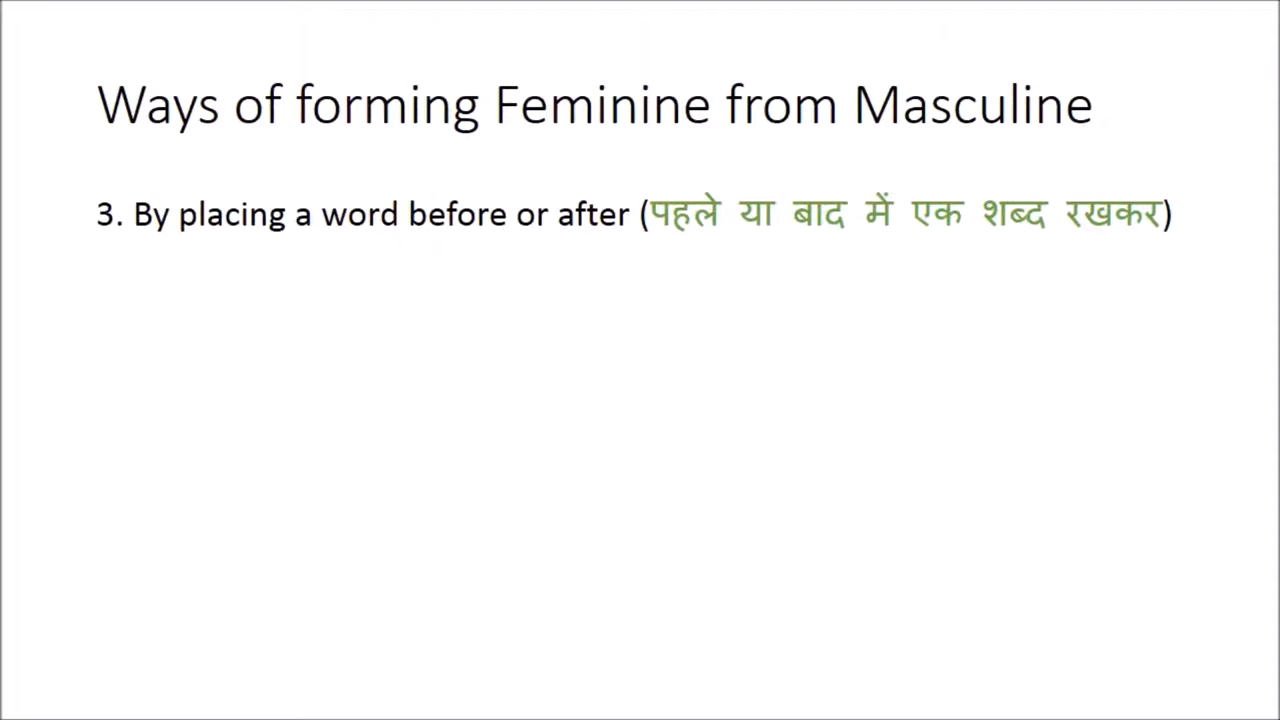 Ways of forming Feminine from Masculine
3. By placing a word before or after (पहले या बाद में एक शब्द रखकर)